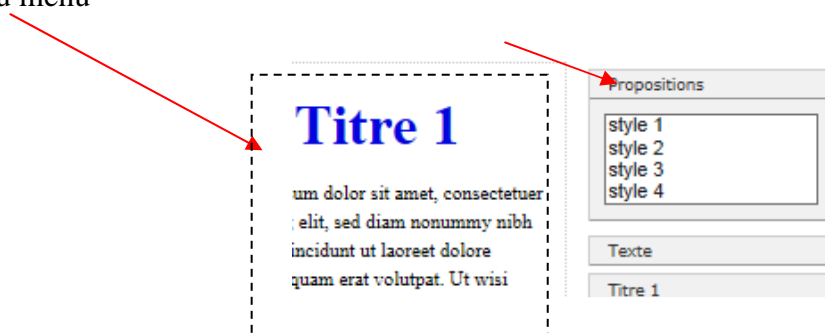 menu
Titre 1
um dolor sit amet, consectetuer
elit, sed diam nonummy nibh
incidunt ut laoreet dolore
quam erat volutpat. Ut wisi
Propositions
style 1
style 2
style 3
style 4
Texte
Titre 1